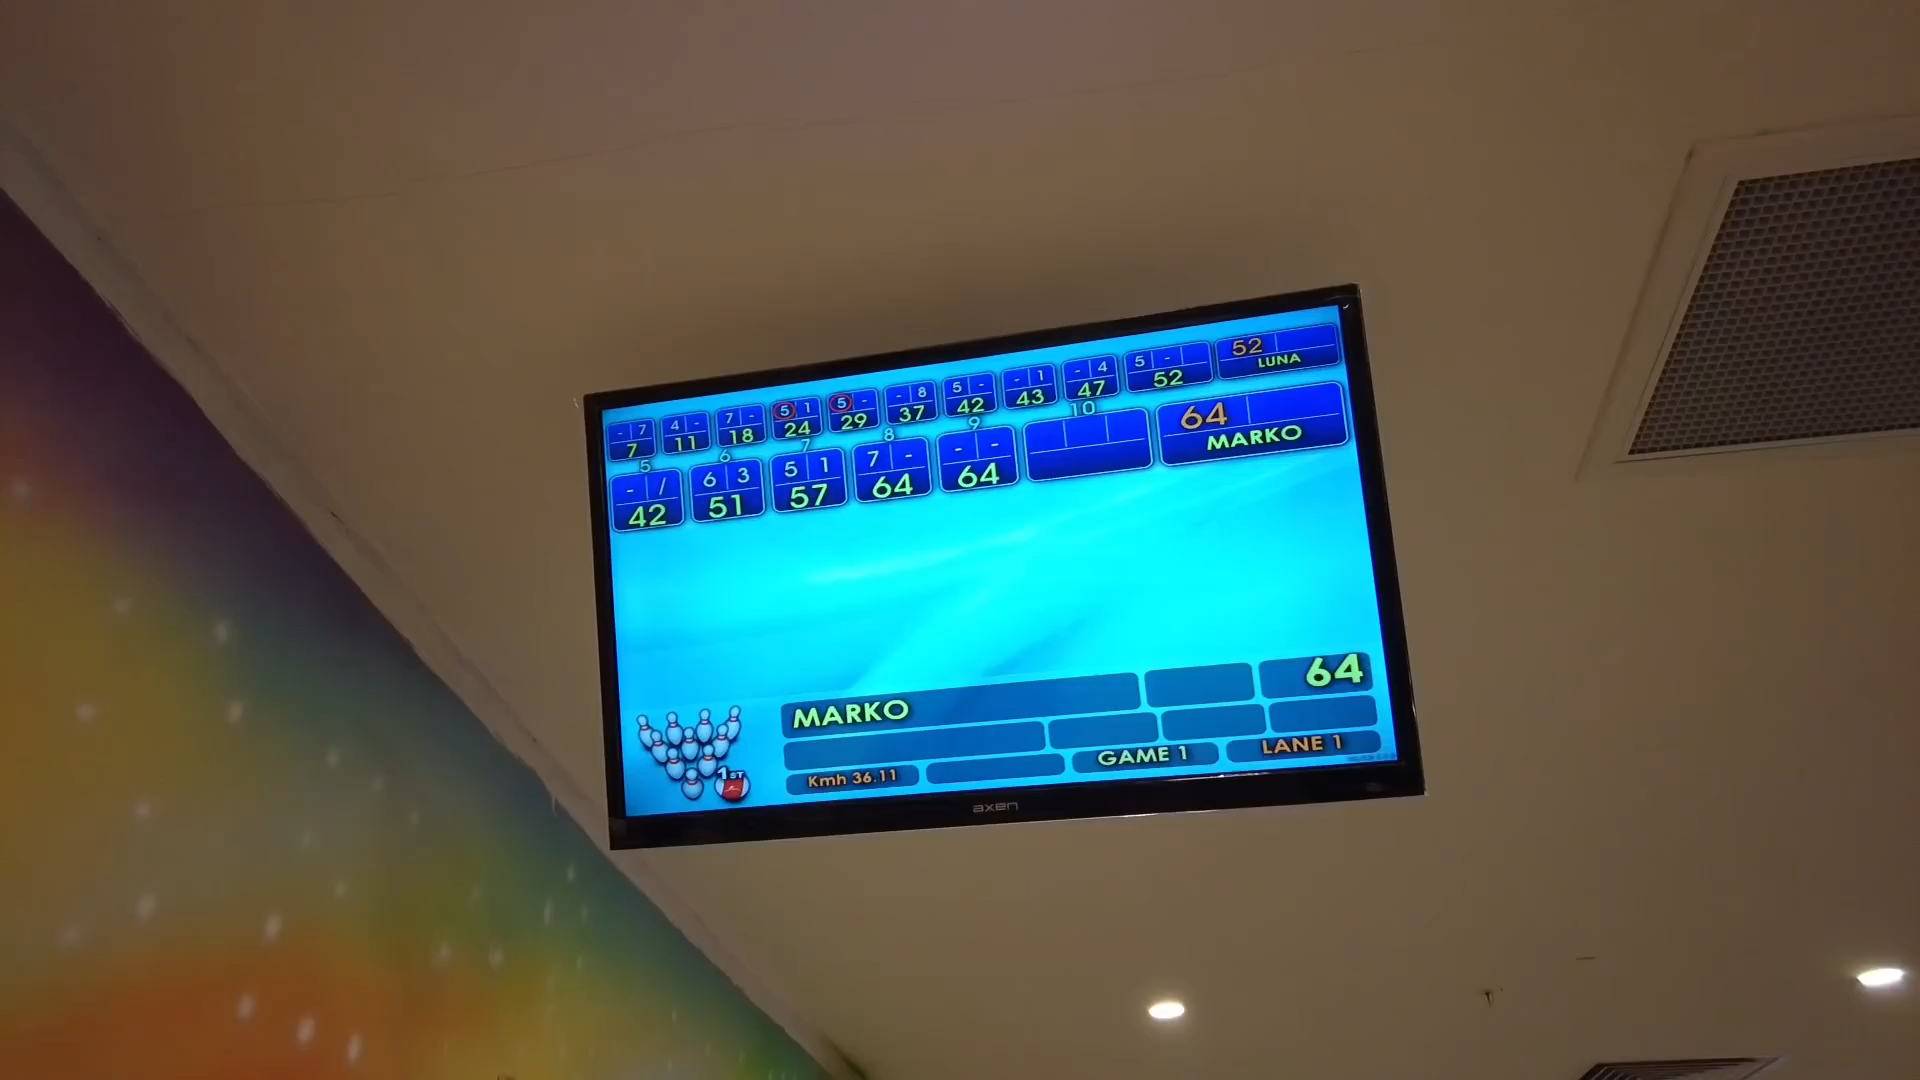 - 7 4 - 7 - 5 1 5 - - 8 5 - - 1 - 4 5 - 52
7 11 18 24 29 37 42 43 47 52 LUNA
5 6 7 8 9 10
- / 6 3 5 1 7 - - - 64
42 51 57 64 64 MARKO
MARKO 64
1ST
Kmh 36.11 GAME 1 LANE 1
axen